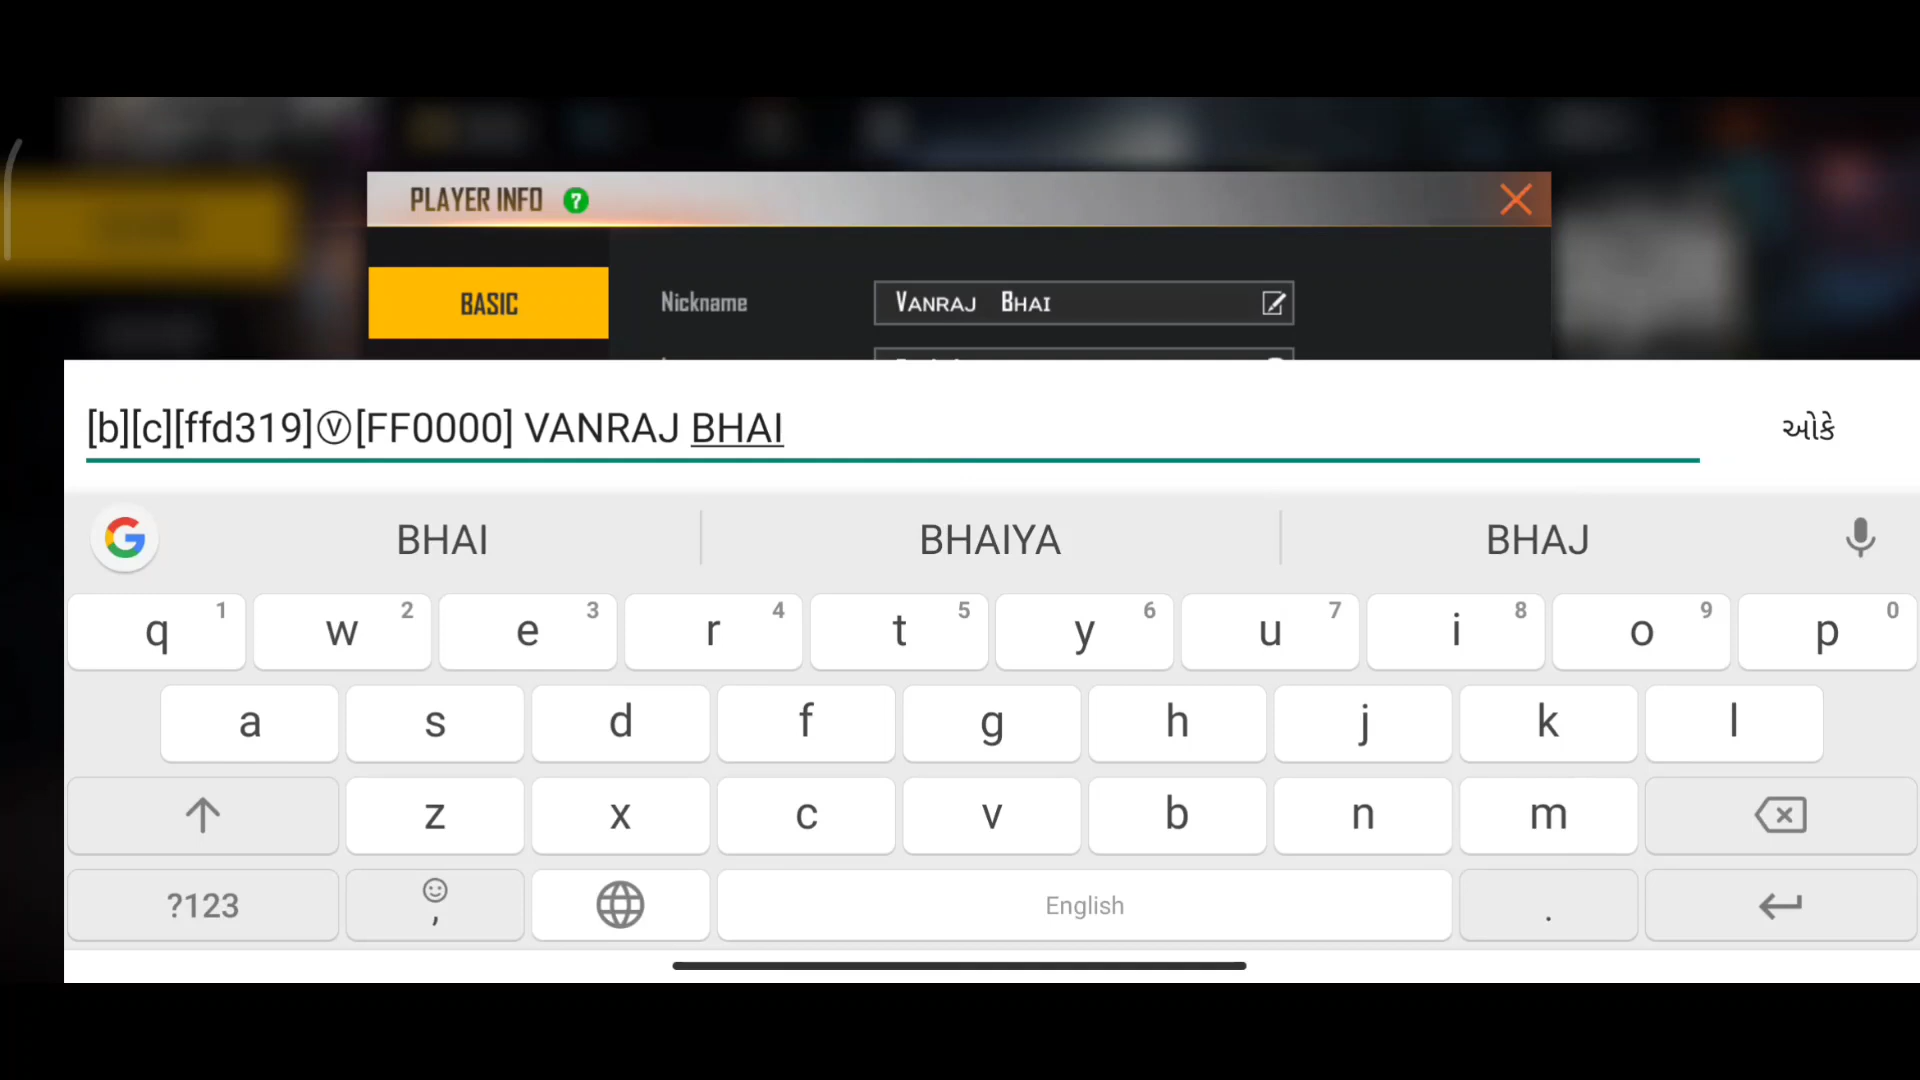 PLAYER INFO ?
BASIC
Nickname
VANRAJ BHAI
[b][c][ffd319]ⓥ[FF0000] VANRAJ BHAI
ઓકે
BHAI BHAIYA BHAJ
q 1 w 2 e 3 r 4 t 5 y 6 u 7 i 8 o 9 p 0
a s d f g h j k l
z x c v b n m
?123 , English .